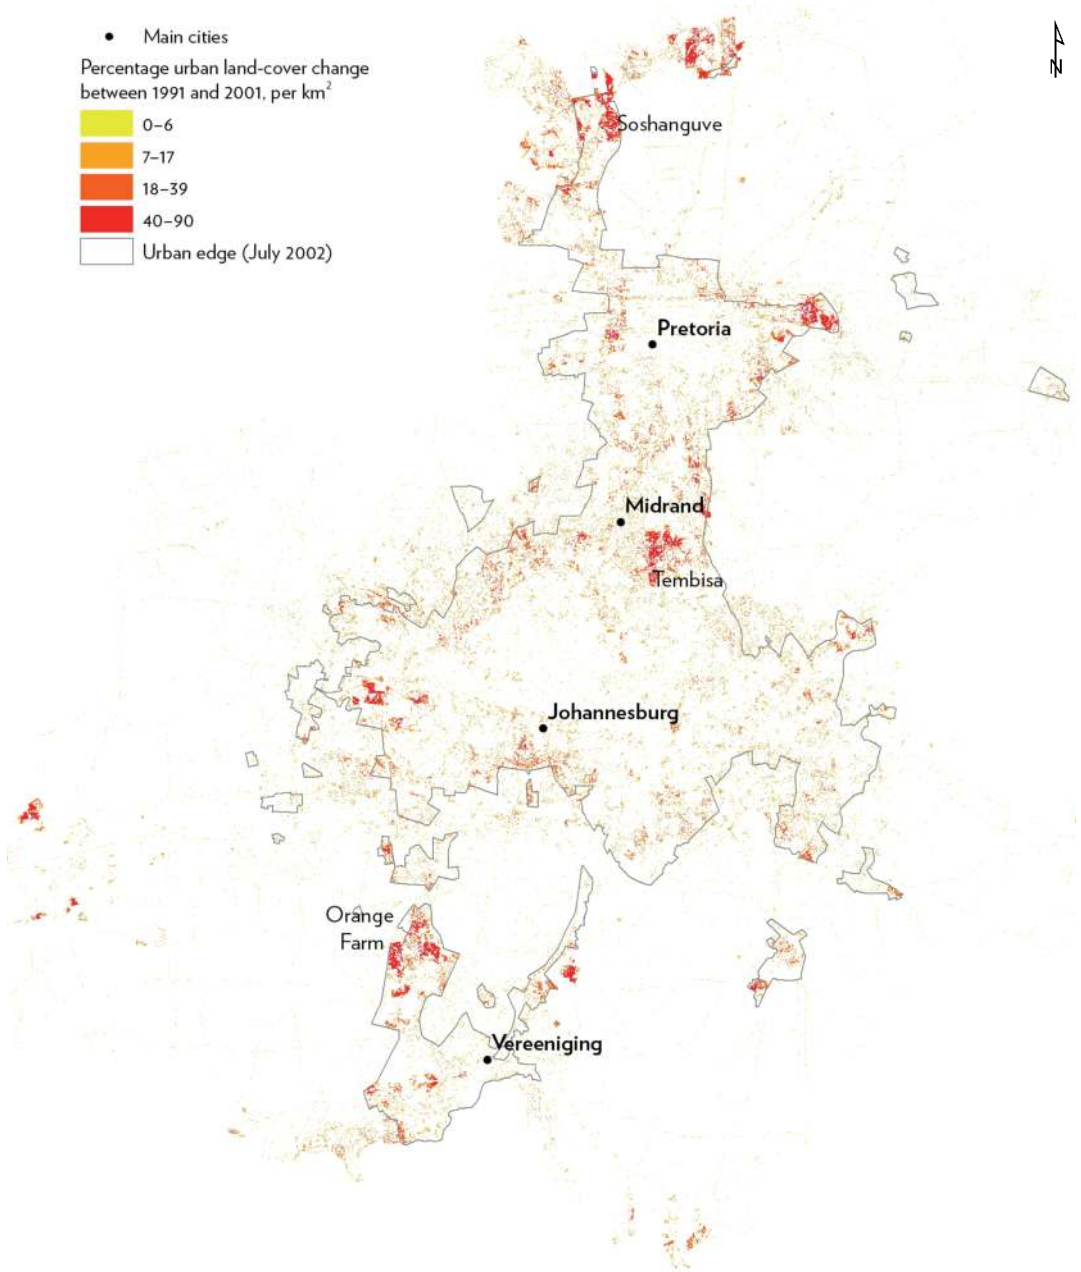 Main cities
Percentage urban land-cover change
between 1991 and 2001, per km²
0–6
7–17
18–39
40–90
Urban edge (July 2002)
N
Soshanguve
Pretoria
Midrand
Tembisa
Johannesburg
Orange
Farm
Vereeniging